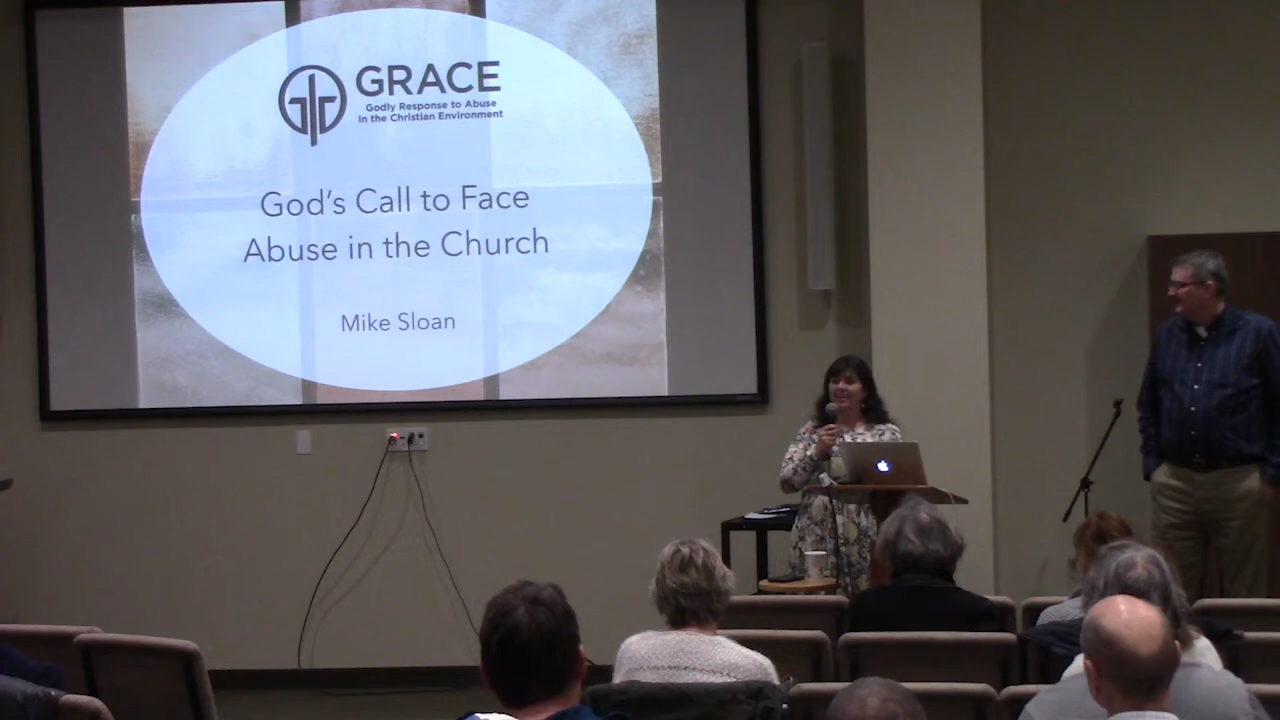 GRACE
Godly Response to Abuse
in the Christian Environment
God's Call to Face
Abuse in the Church
Mike Sloan